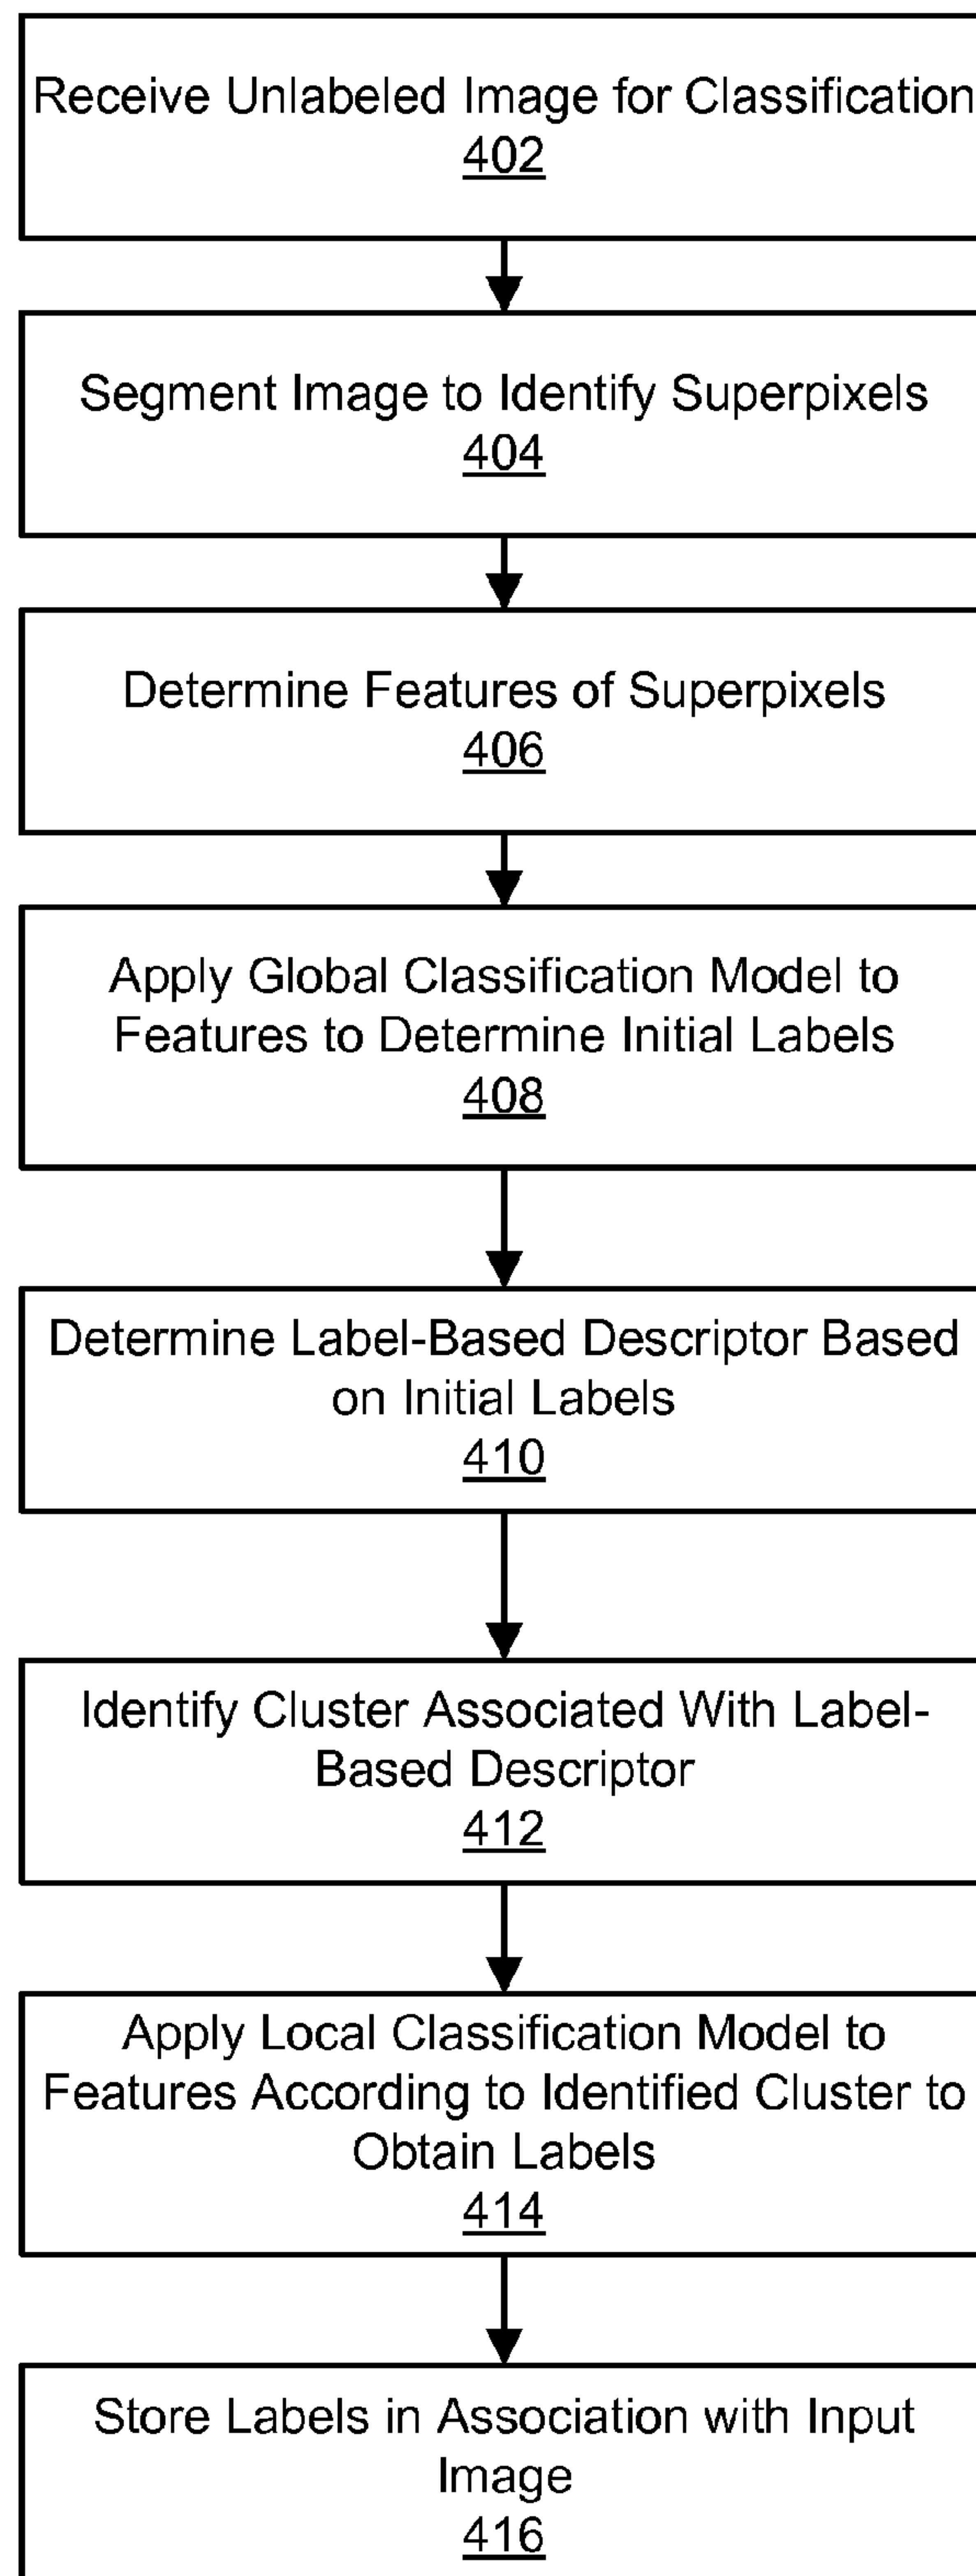 Receive Unlabeled Image for Classification
402
Segment Image to Identify Superpixels
404
Determine Features of Superpixels
406
Apply Global Classification Model to
Features to Determine Initial Labels
408
Determine Label-Based Descriptor Based
on Initial Labels
410
Identify Cluster Associated With Label-
Based Descriptor
412
Apply Local Classification Model to
Features According to Identified Cluster to
Obtain Labels
414
Store Labels in Association with Input
Image
416